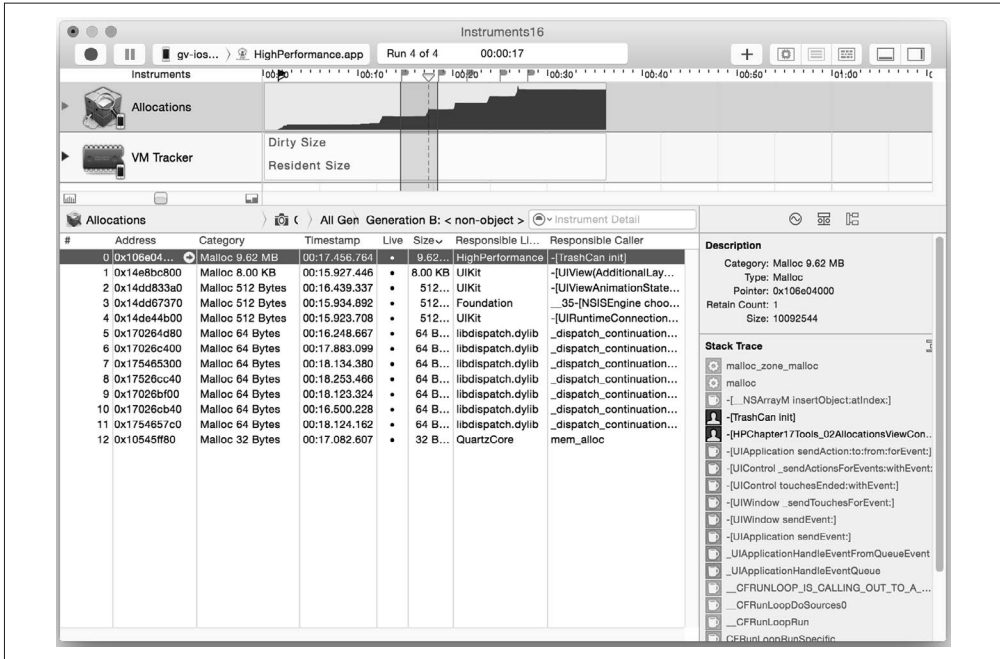 Instruments16
gv-ios... 〉 HighPerformance.app Run 4 of 4 00:00:17
Instruments 00:10 00:30 00:40 00:50 01:00
Allocations
VM Tracker
Dirty Size
Resident Size
Allocations 〉 All Gen Generation B: < non-object > Instrument Detail
# Address Category Timestamp Live Size Responsible Li... Responsible Caller
0 0x106e04... Malloc 9.62 MB 00:17.456.764 • 9.62... HighPerformance -[TrashCan init]
1 0x14e8bc800 Malloc 8.00 KB 00:15.927.446 • 8.00 KB UIKit -[UIView(AdditionalLay...
2 0x14dd833a0 Malloc 512 Bytes 00:16.439.337 • 512... UIKit -[UIViewAnimationState...
3 0x14dd67370 Malloc 512 Bytes 00:15.934.892 • 512... Foundation __35-[NSISEngine choo...
4 0x14de44b00 Malloc 512 Bytes 00:15.923.708 • 512... UIKit -[UIRuntimeConnection...
5 0x170264d80 Malloc 64 Bytes 00:16.248.667 • 64 B... libdispatch.dylib _dispatch_continuation...
6 0x17026c400 Malloc 64 Bytes 00:17.883.099 • 64 B... libdispatch.dylib _dispatch_continuation...
7 0x175465300 Malloc 64 Bytes 00:18.134.380 • 64 B... libdispatch.dylib _dispatch_continuation...
8 0x17526cc40 Malloc 64 Bytes 00:18.253.466 • 64 B... libdispatch.dylib _dispatch_continuation...
9 0x17026bf00 Malloc 64 Bytes 00:18.123.324 • 64 B... libdispatch.dylib _dispatch_continuation...
10 0x17026cb40 Malloc 64 Bytes 00:16.500.228 • 64 B... libdispatch.dylib _dispatch_continuation...
11 0x1754657c0 Malloc 64 Bytes 00:18.124.162 • 64 B... libdispatch.dylib _dispatch_continuation...
12 0x10545ff80 Malloc 32 Bytes 00:17.082.607 • 32 B... QuartzCore mem_alloc
Description
Category: Malloc 9.62 MB
Type: Malloc
Pointer: 0x106e04000
Retain Count: 1
Size: 10092544
Stack Trace
malloc_zone_malloc
malloc
-[__NSArrayM insertObject:atIndex:]
-[TrashCan init]
-[HPChapter17Tools_02AllocationsViewCon...
-[UIApplication sendAction:to:from:forEvent:]
-[UIControl _sendActionsForEvents:withEvent:
-[UIControl touchesEnded:withEvent:]
-[UIWindow _sendTouchesForEvent:]
-[UIWindow sendEvent:]
-[UIApplication sendEvent:]
_UIApplicationHandleEventFromQueueEvent
_UIApplicationHandleEventQueue
__CFRUNLOOP_IS_CALLING_OUT_TO_A_...
__CFRunLoopDoSources0
__CFRunLoopRun
CFRunLoopRunSpecific